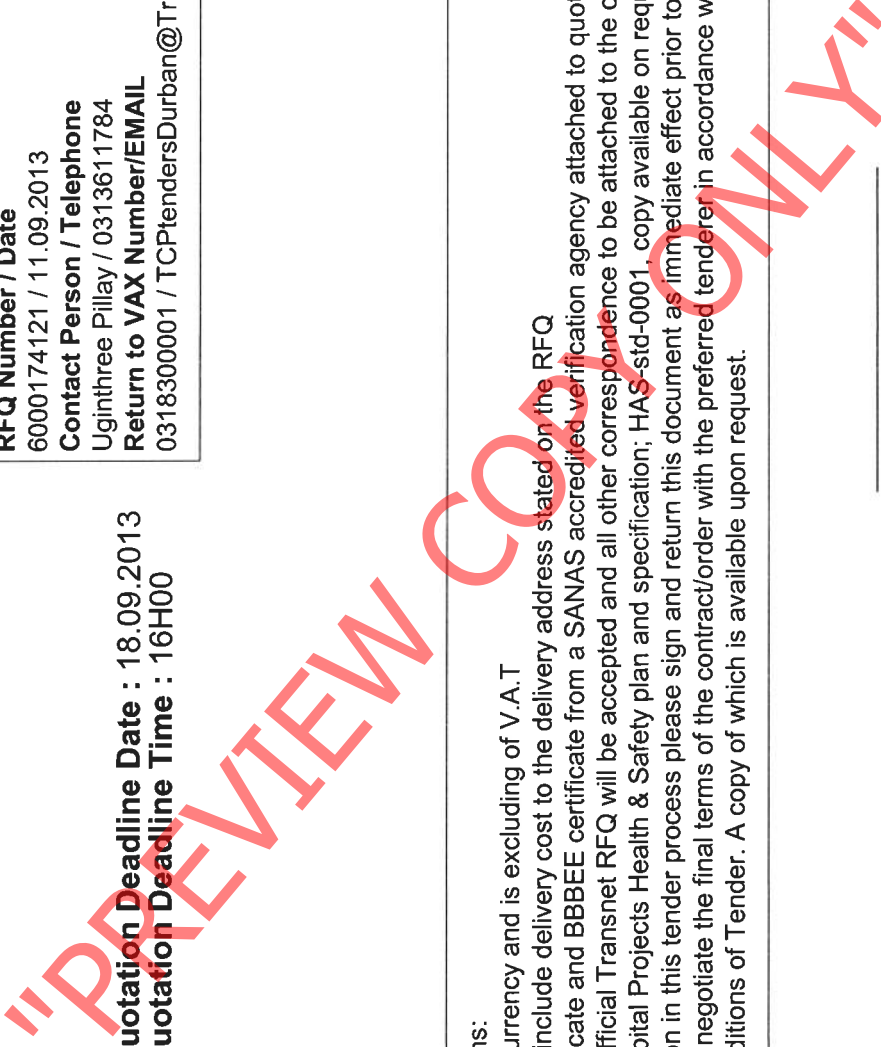 RFQ Number / Date
6000174121 / 11.09.2013
Contact Person / Telephone
Uginthree Pillay / 0313611784
Return to VAX Number/EMAIL
0318300001 / TCPtendersDurban@Tr
uotation Deadline Date : 18.09.2013
uotation Deadline Time : 16H00
ns:
urrency and is excluding of V.A.T
include delivery cost to the delivery address stated on the RFQ
cate and BBBEE certificate from a SANAS accredited verification agency attached to quot
fficial Transnet RFQ will be accepted and all other correspondence to be attached to the
pital Projects Health & Safety plan and specification; HAS-std-0001, copy available on requ
on in this tender process please sign and return this document as immediate effect prior to
negotiate the final terms of the contract/order with the preferred tenderer in accordance w
ditions of Tender. A copy of which is available upon request.
"PREVIEW COPY ONLY"